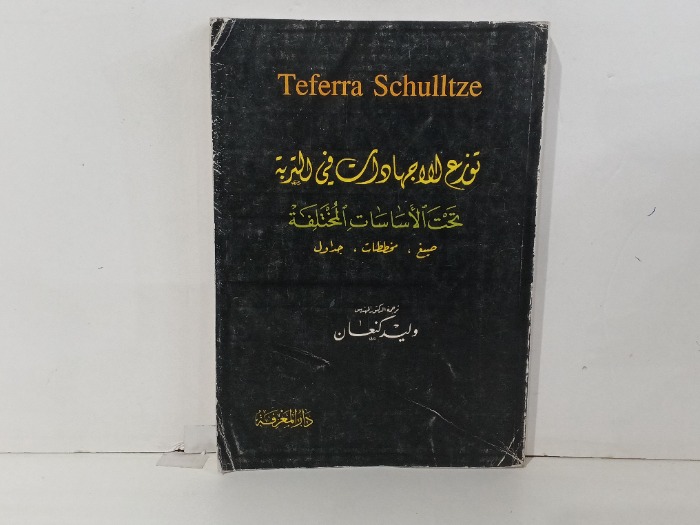 Teferra Schulltze
توزع الاجهادات في التربة
تحت الأساسات المختلفة
صيغ ، مخططات ، جداول
ترجمة الدكتور المهندس
وليد كنعان
دار المعرفة